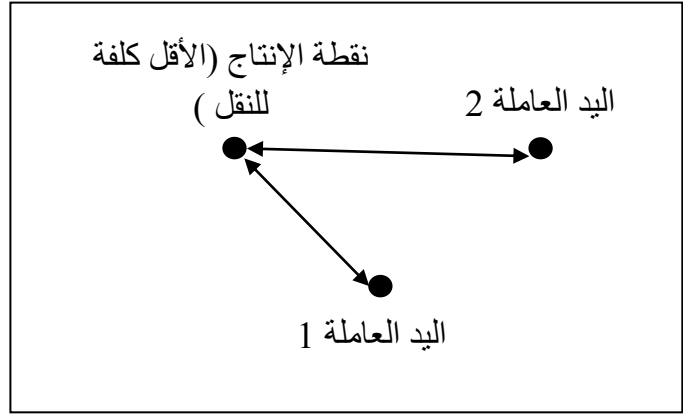 نقطة الإنتاج (الأقل كلفة
للنقل )
اليد العاملة 2
اليد العاملة 1